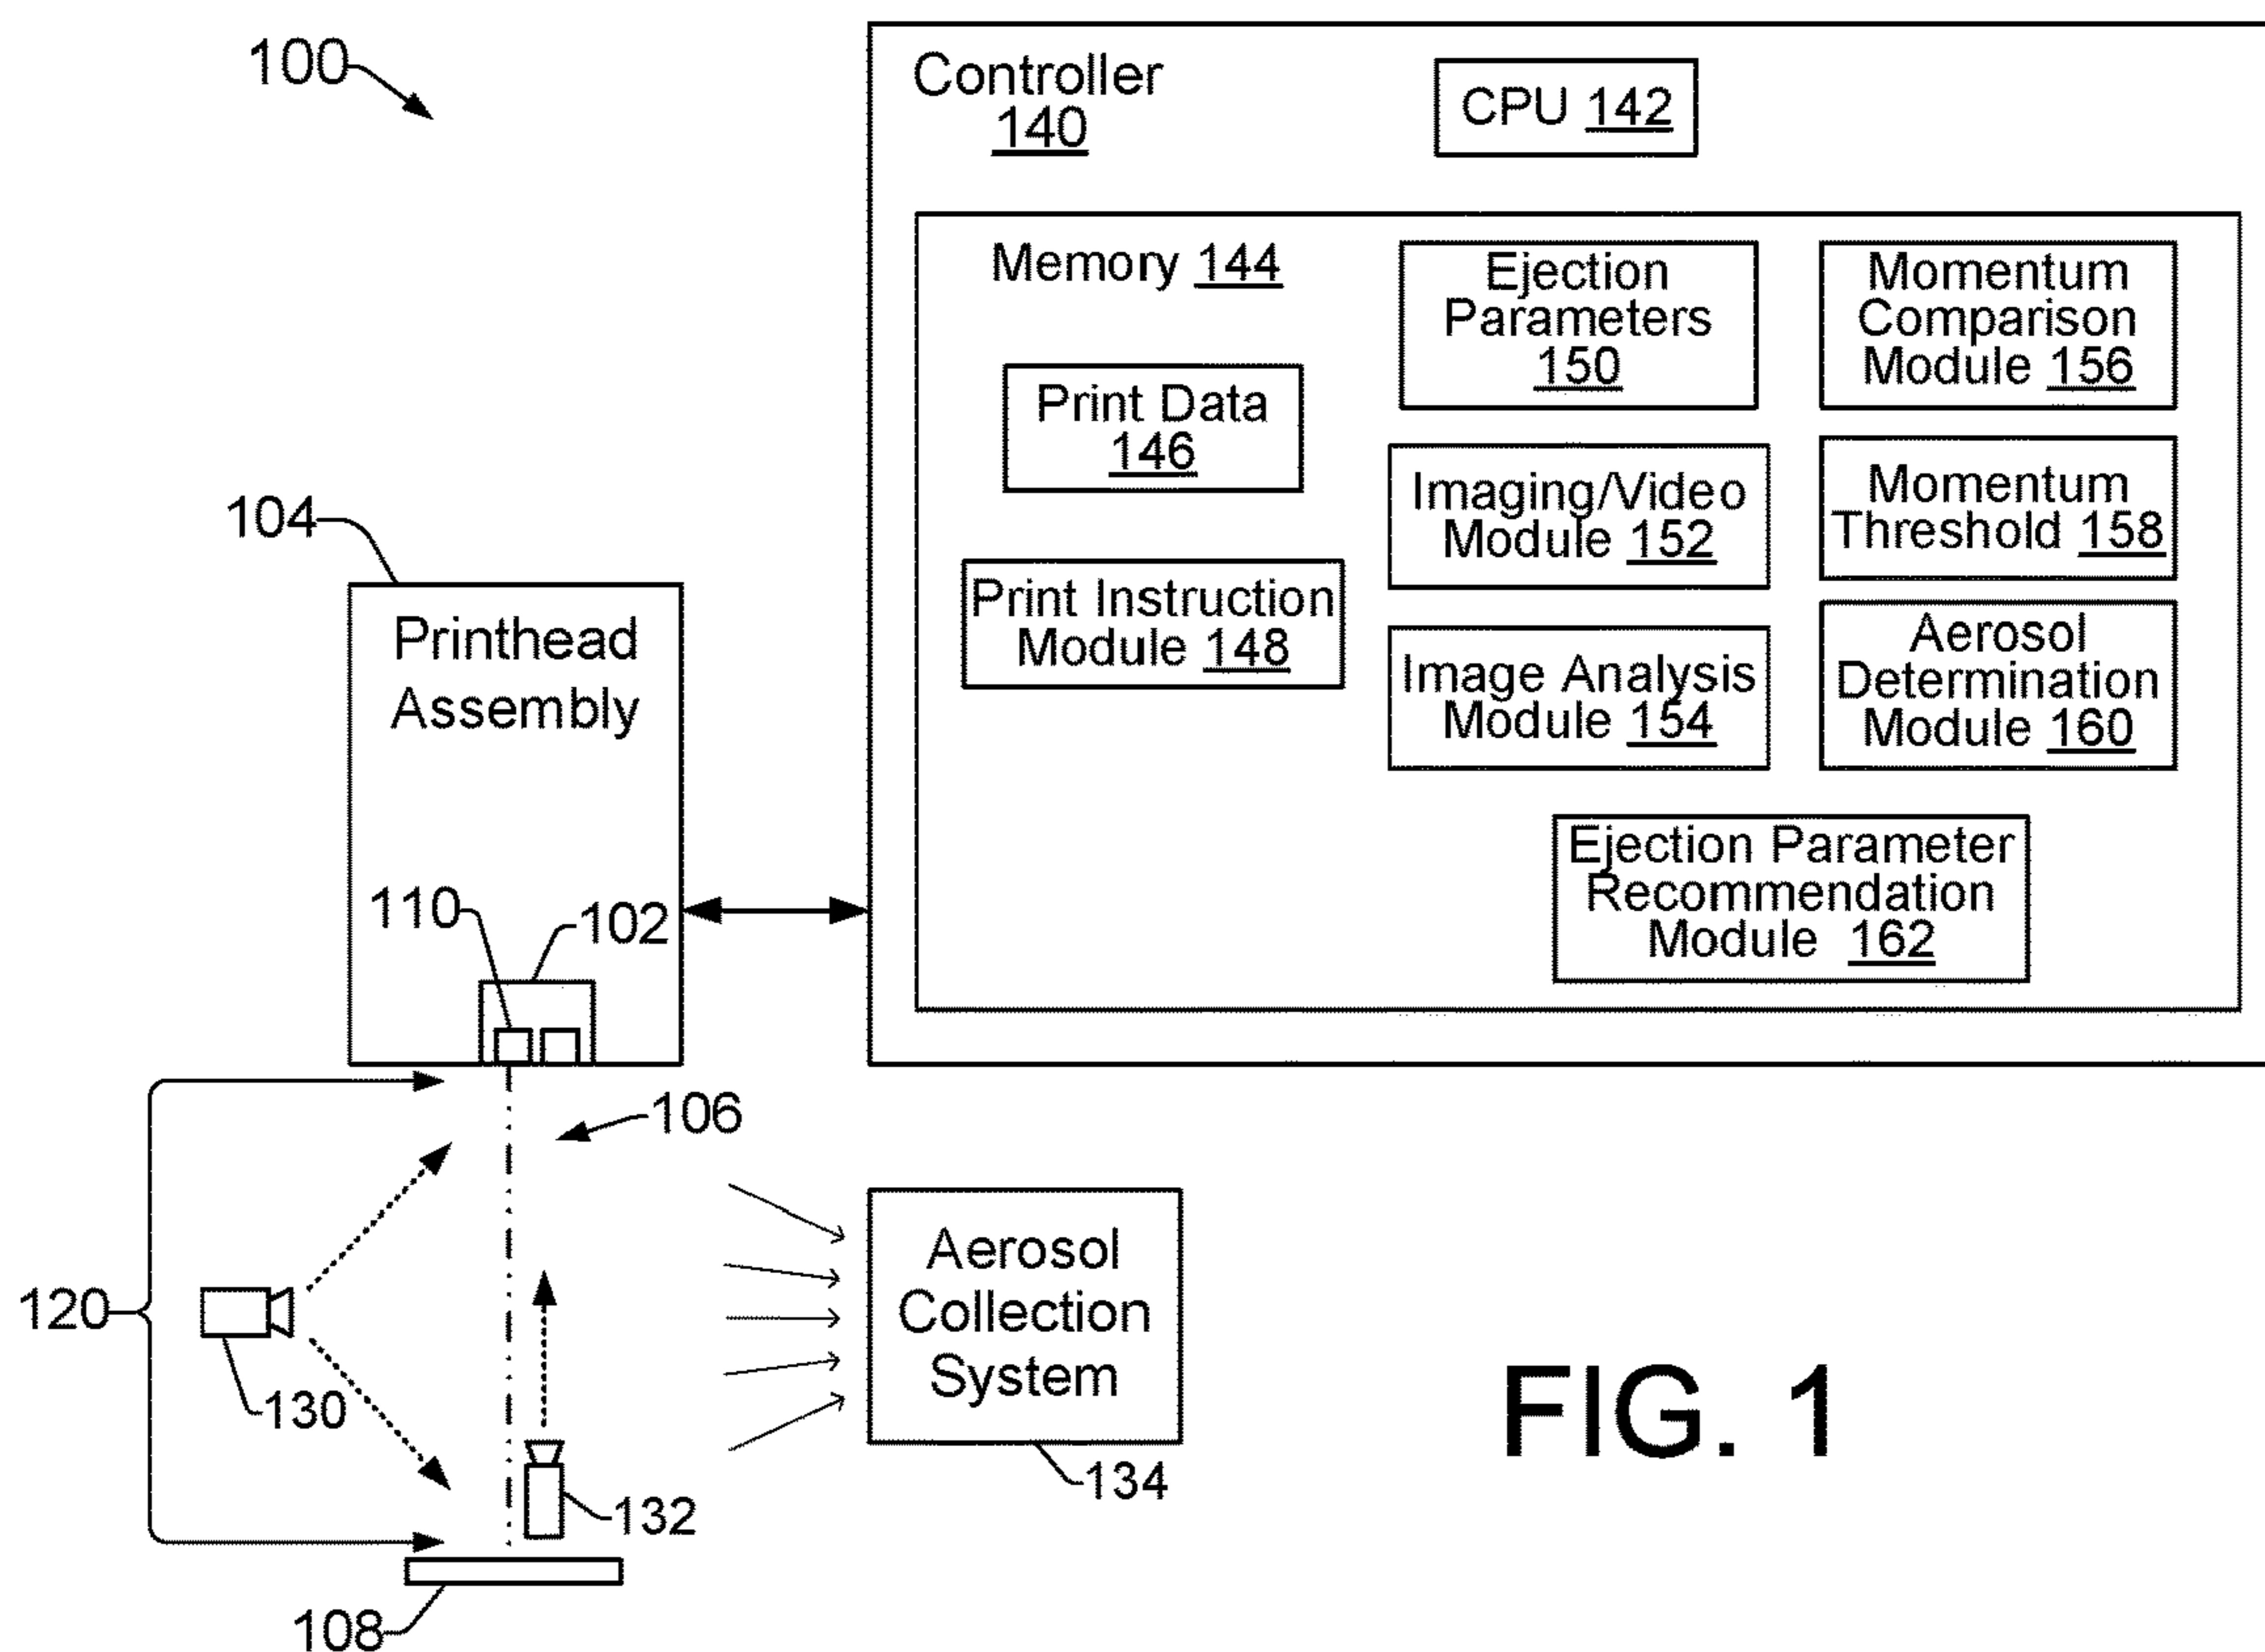 100
Controller
140
CPU 142
Memory 144
Print Data
146
Print Instruction
Module 148
Ejection
Parameters
150
Imaging/Video
Module 152
Image Analysis
Module 154
Momentum
Comparison
Module 156
Momentum
Threshold 158
Aerosol
Determination
Module 160
Ejection Parameter
Recommendation
Module 162
104
Printhead
Assembly
110
102
106
120
130
132
108
Aerosol
Collection
System
134
FIG. 1